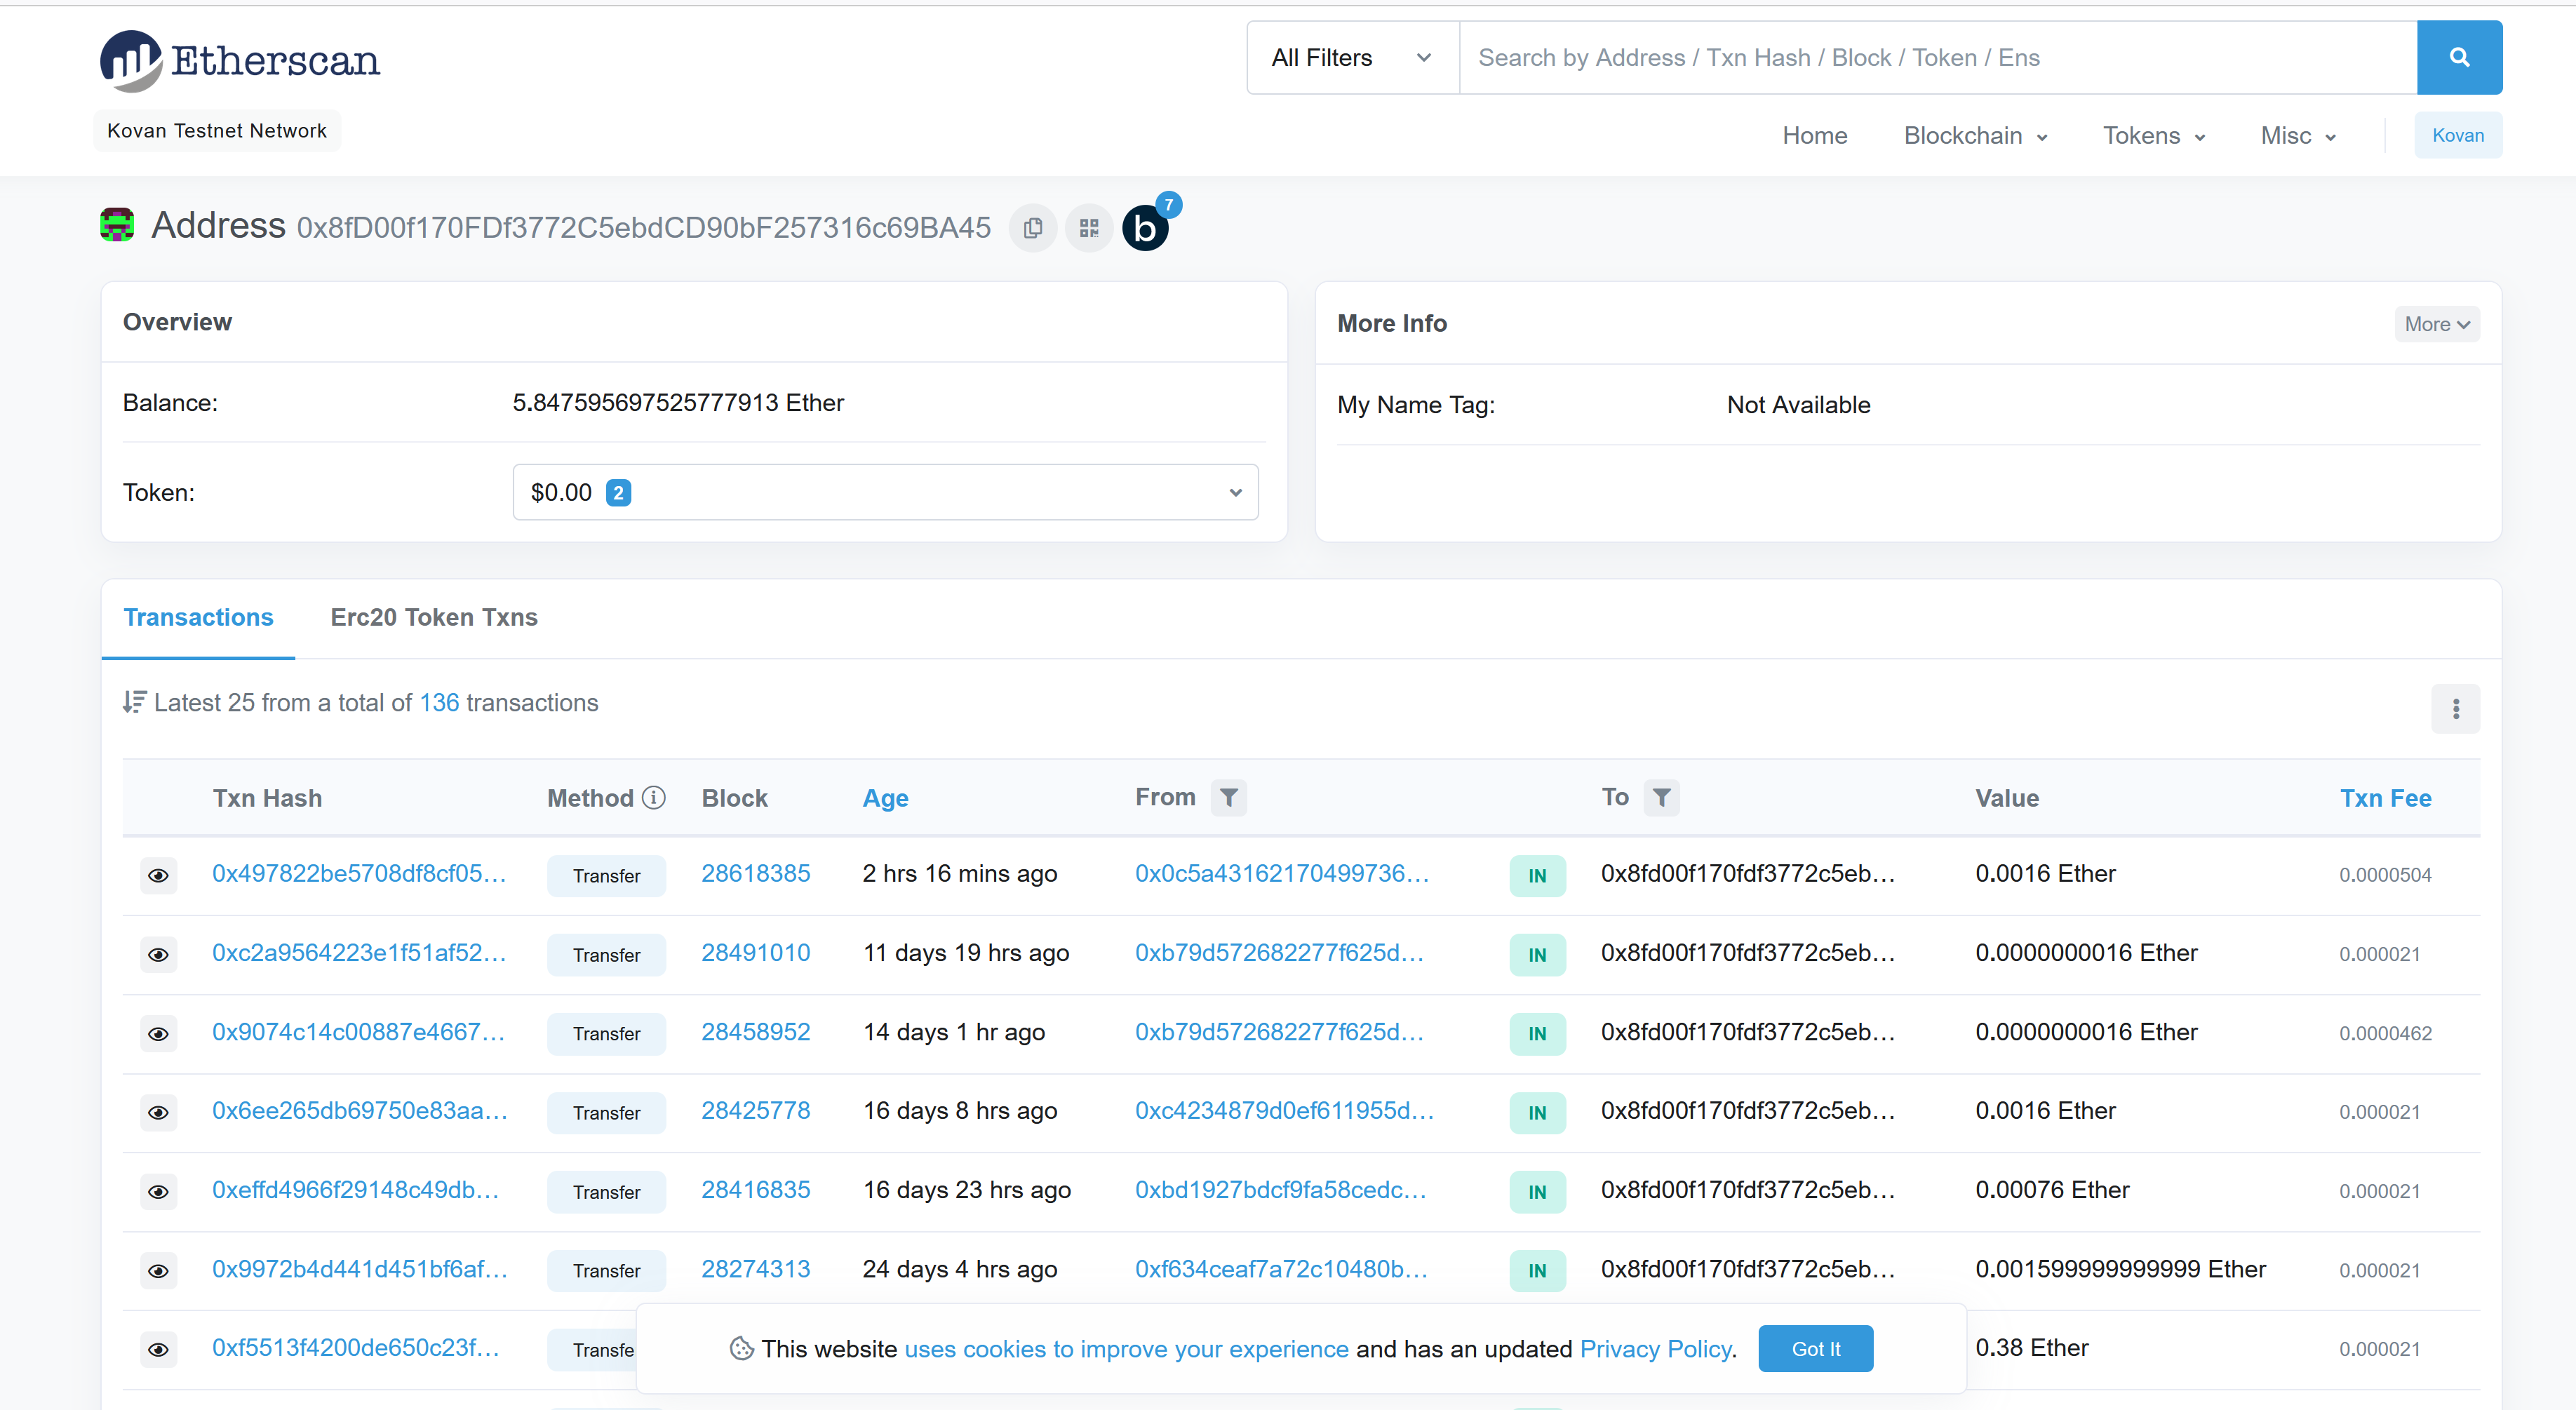 Etherscan
All Filters Search by Address / Txn Hash / Block / Token / Ens
Kovan Testnet Network
Home Blockchain Tokens Misc Kovan
Address 0x8fD00f170FDf3772C5ebdCD90bF257316c69BA45 b 7
Overview
Balance: 5.847595697525777913 Ether
Token: $0.00 2
More Info More
My Name Tag: Not Available
Transactions Erc20 Token Txns
Latest 25 from a total of 136 transactions
Txn Hash Method Block Age From To Value Txn Fee
0x497822be5708df8cf05... Transfer 28618385 2 hrs 16 mins ago 0x0c5a43162170499736... IN 0x8fd00f170fdf3772c5eb... 0.0016 Ether 0.0000504
0xc2a9564223e1f51af52... Transfer 28491010 11 days 19 hrs ago 0xb79d572682277f625d... IN 0x8fd00f170fdf3772c5eb... 0.0000000016 Ether 0.000021
0x9074c14c00887e4667... Transfer 28458952 14 days 1 hr ago 0xb79d572682277f625d... IN 0x8fd00f170fdf3772c5eb... 0.0000000016 Ether 0.0000462
0x6ee265db69750e83aa... Transfer 28425778 16 days 8 hrs ago 0xc4234879d0ef611955d... IN 0x8fd00f170fdf3772c5eb... 0.0016 Ether 0.000021
0xeffd4966f29148c49db... Transfer 28416835 16 days 23 hrs ago 0xbd1927bdcf9fa58cedc... IN 0x8fd00f170fdf3772c5eb... 0.00076 Ether 0.000021
0x9972b4d441d451bf6af... Transfer 28274313 24 days 4 hrs ago 0xf634ceaf7a72c10480b... IN 0x8fd00f170fdf3772c5eb... 0.001599999999999 Ether 0.000021
0xf5513f4200de650c23f... Transfe 0.38 Ether 0.000021
This website uses cookies to improve your experience and has an updated Privacy Policy. Got It